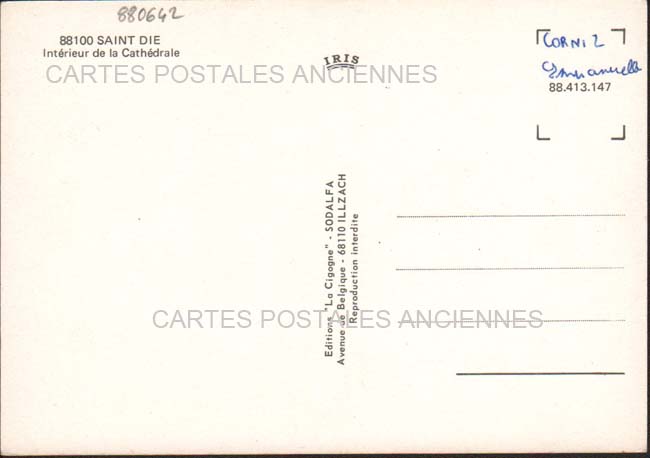 880642
88100 SAINT DIE
Intérieur de la Cathédrale
IRIS
CORNI
88.413.147
CARTES POSTALES ANCIENNES
Editions "La Cigogne" - SODALFA
Avenue de Belgique - 68110 ILLZACH
Reproduction interdite
CARTES POSTALES ANCIENNES